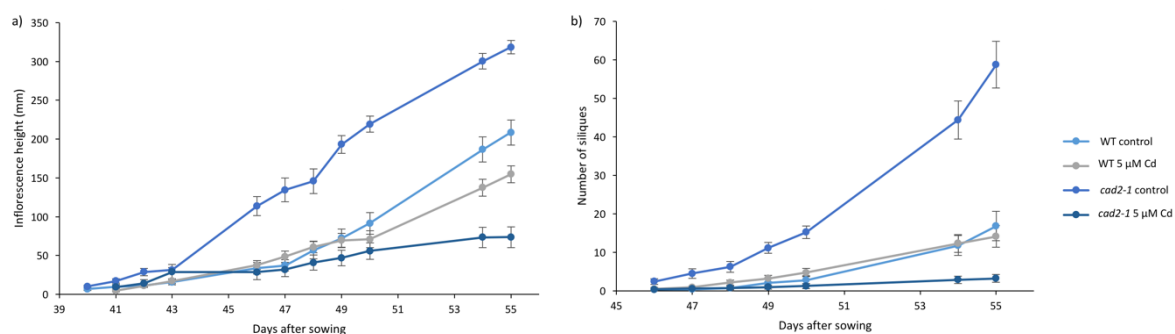 a)
Inflorescence height (mm)
350
300
250
200
150
100
50
0
39 41 43 45 47 49 51 53 55
Days after sowing
b)
Number of siliques
70
60
50
40
30
20
10
0
45 47 49 51 53 55
Days after sowing
WT control
WT 5 µM Cd
cad2-1 control
cad2-1 5 µM Cd